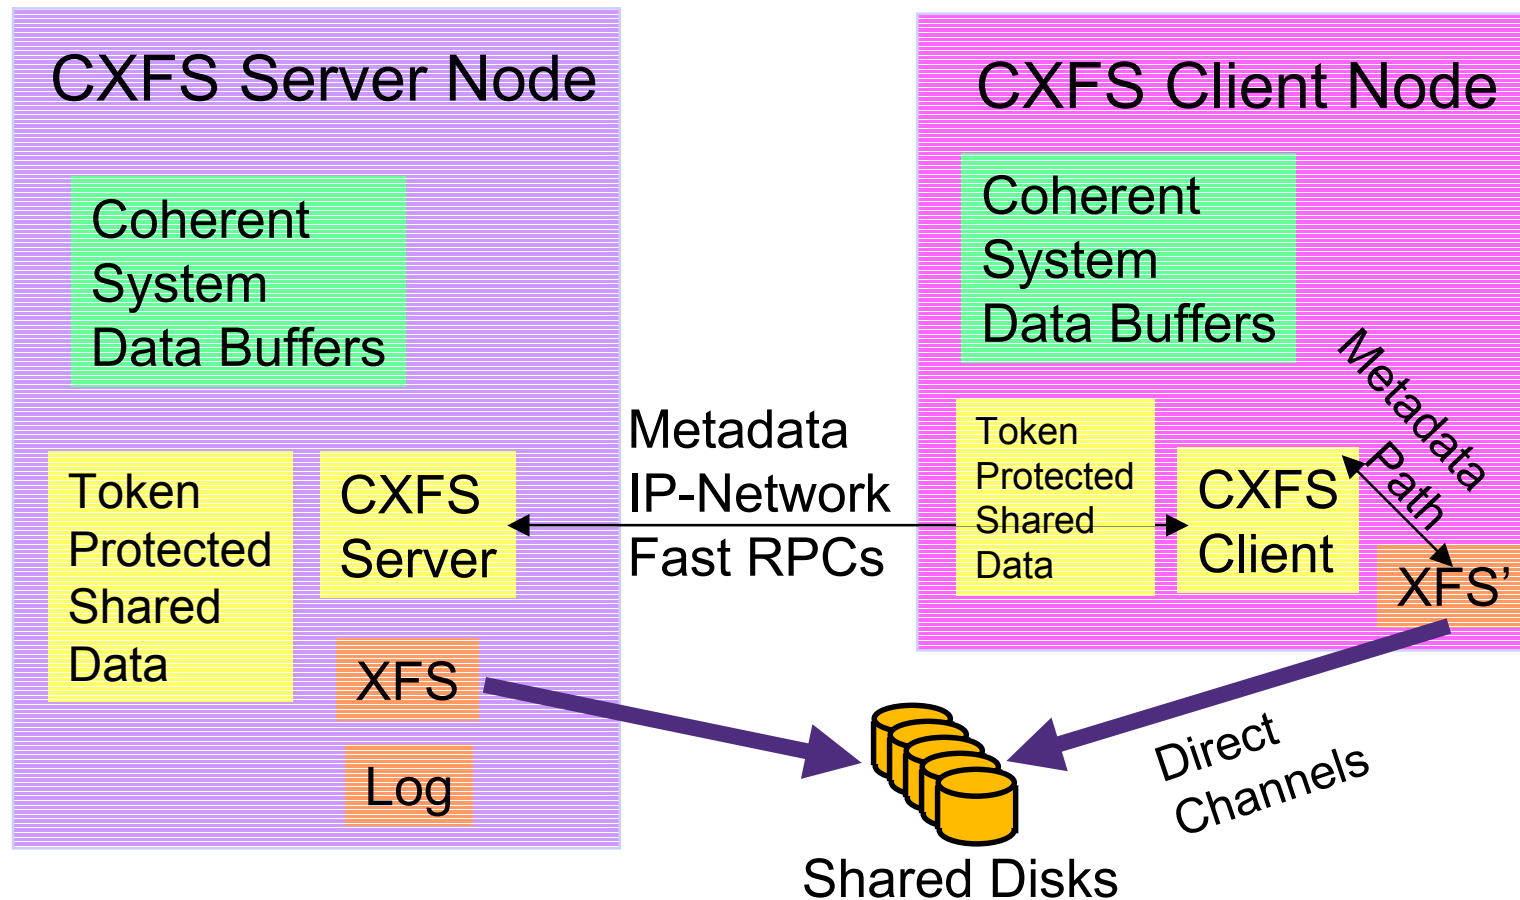 CXFS Server Node
Coherent
System
Data Buffers
Token
Protected
Shared
Data
CXFS
Server
XFS
Log
Metadata
IP-Network
Fast RPCs
CXFS Client Node
Coherent
System
Data Buffers
Token
Protected
Shared
Data
CXFS
Client
Metadata
Path
XFS’
Direct
Channels
Shared Disks